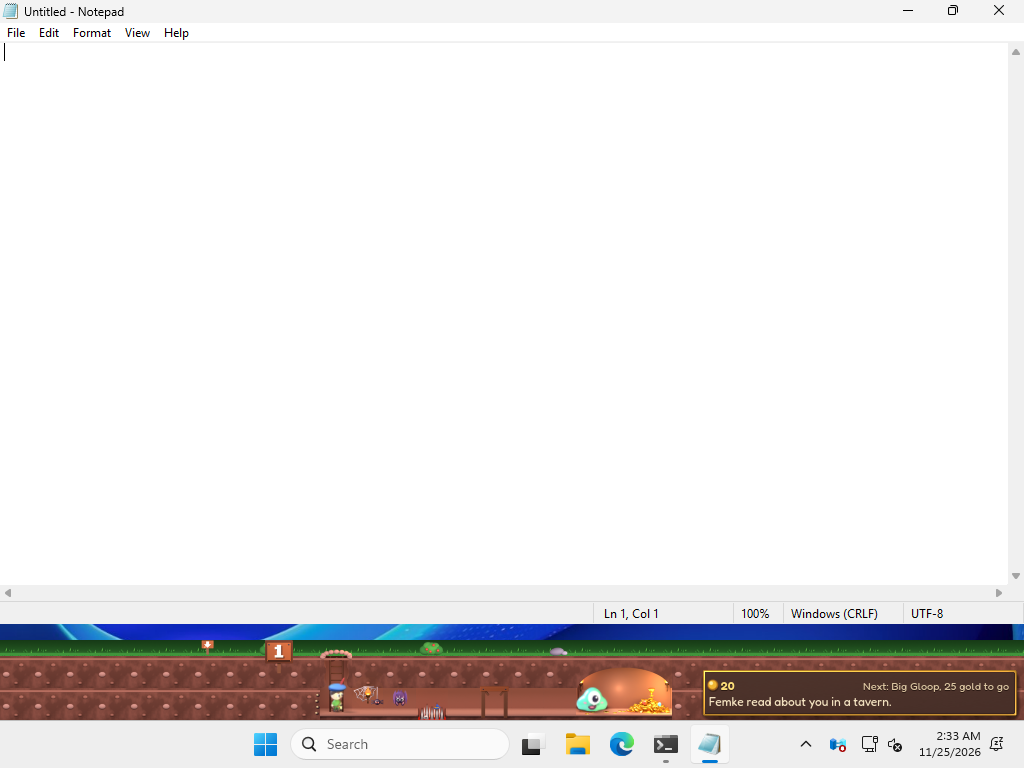 Untitled - Notepad
File Edit Format View Help
Ln 1, Col 1 100% Windows (CRLF) UTF-8
1
20 Next: Big Gloop, 25 gold to go
Femke read about you in a tavern.
Search
2:33 AM
11/25/2026